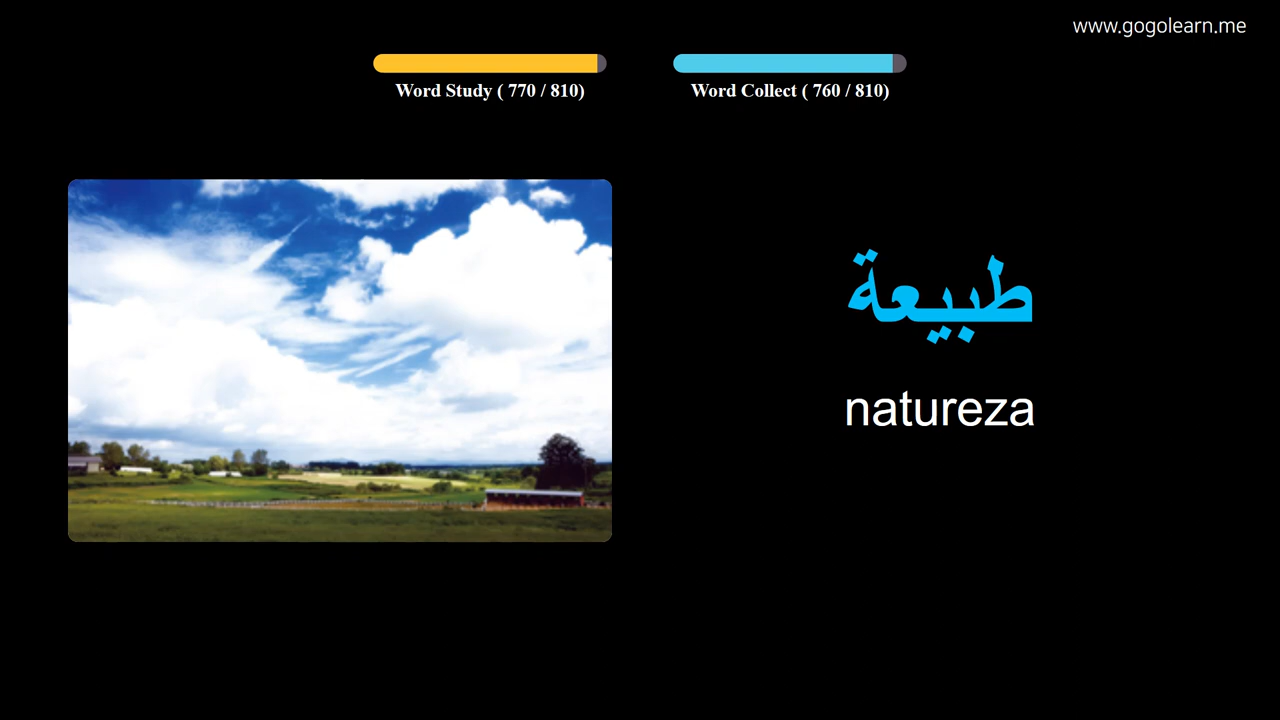 www.gogolearn.me
Word Study ( 770 / 810)
Word Collect ( 760 / 810)
طبيعة
natureza